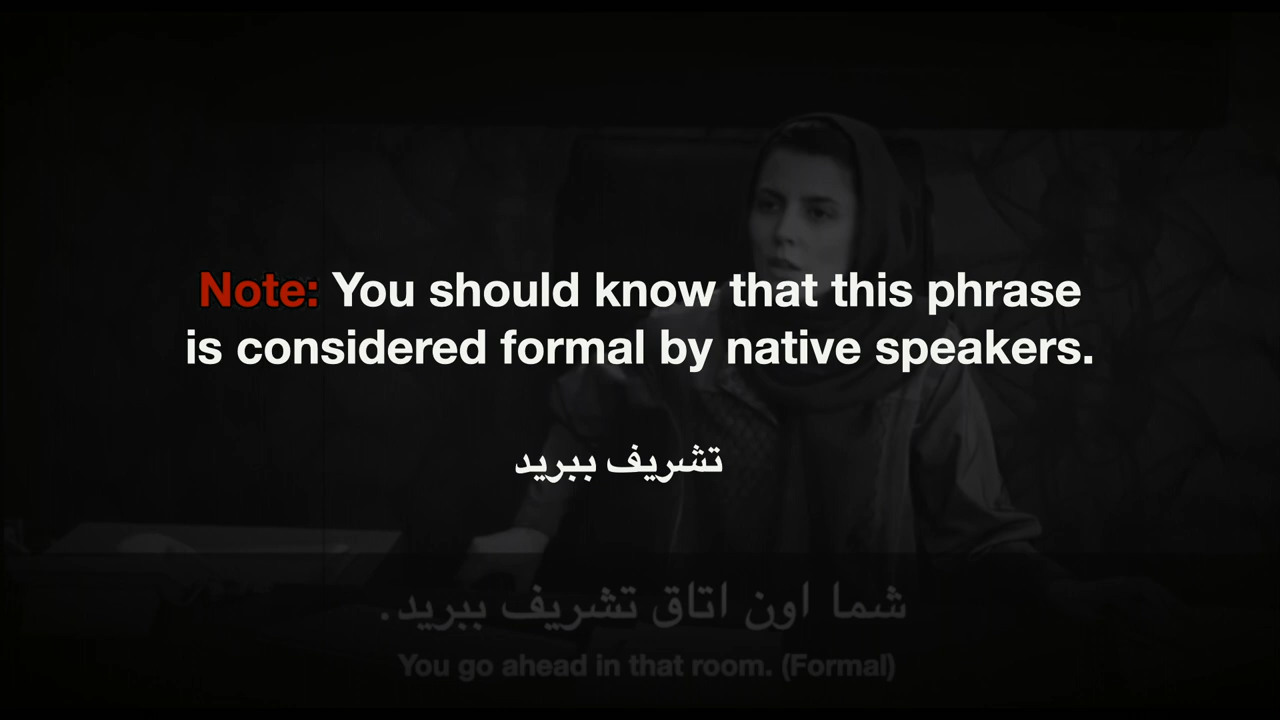 Note: You should know that this phrase
is considered formal by native speakers.
تشریف ببرید
شما اون اتاق تشریف ببرید.
You go ahead in that room. (Formal)